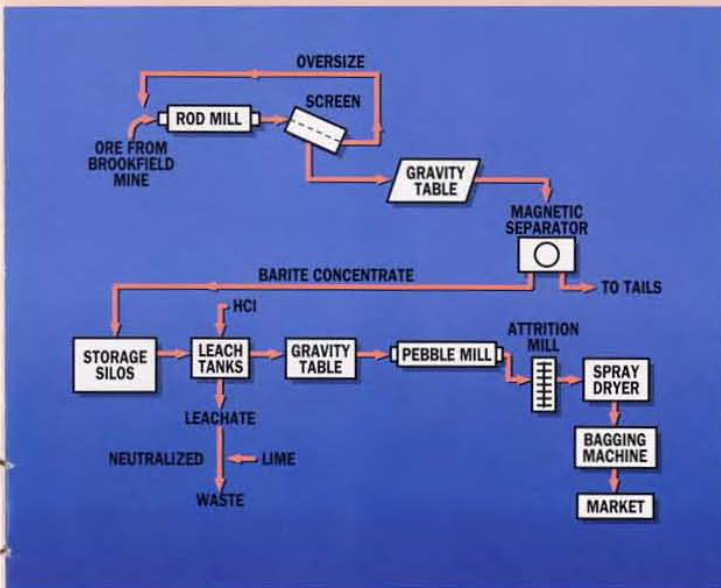 OVERSIZE
SCREEN
ROD MILL
ORE FROM
BROOKFIELD
MINE
GRAVITY
TABLE
MAGNETIC
SEPARATOR
BARITE CONCENTRATE
TO TAILS
HCl
STORAGE
SILOS
LEACH
TANKS
GRAVITY
TABLE
PEBBLE MILL
ATTRITION
MILL
SPRAY
DRYER
LEACHATE
BAGGING
MACHINE
NEUTRALIZED
LIME
WASTE
MARKET